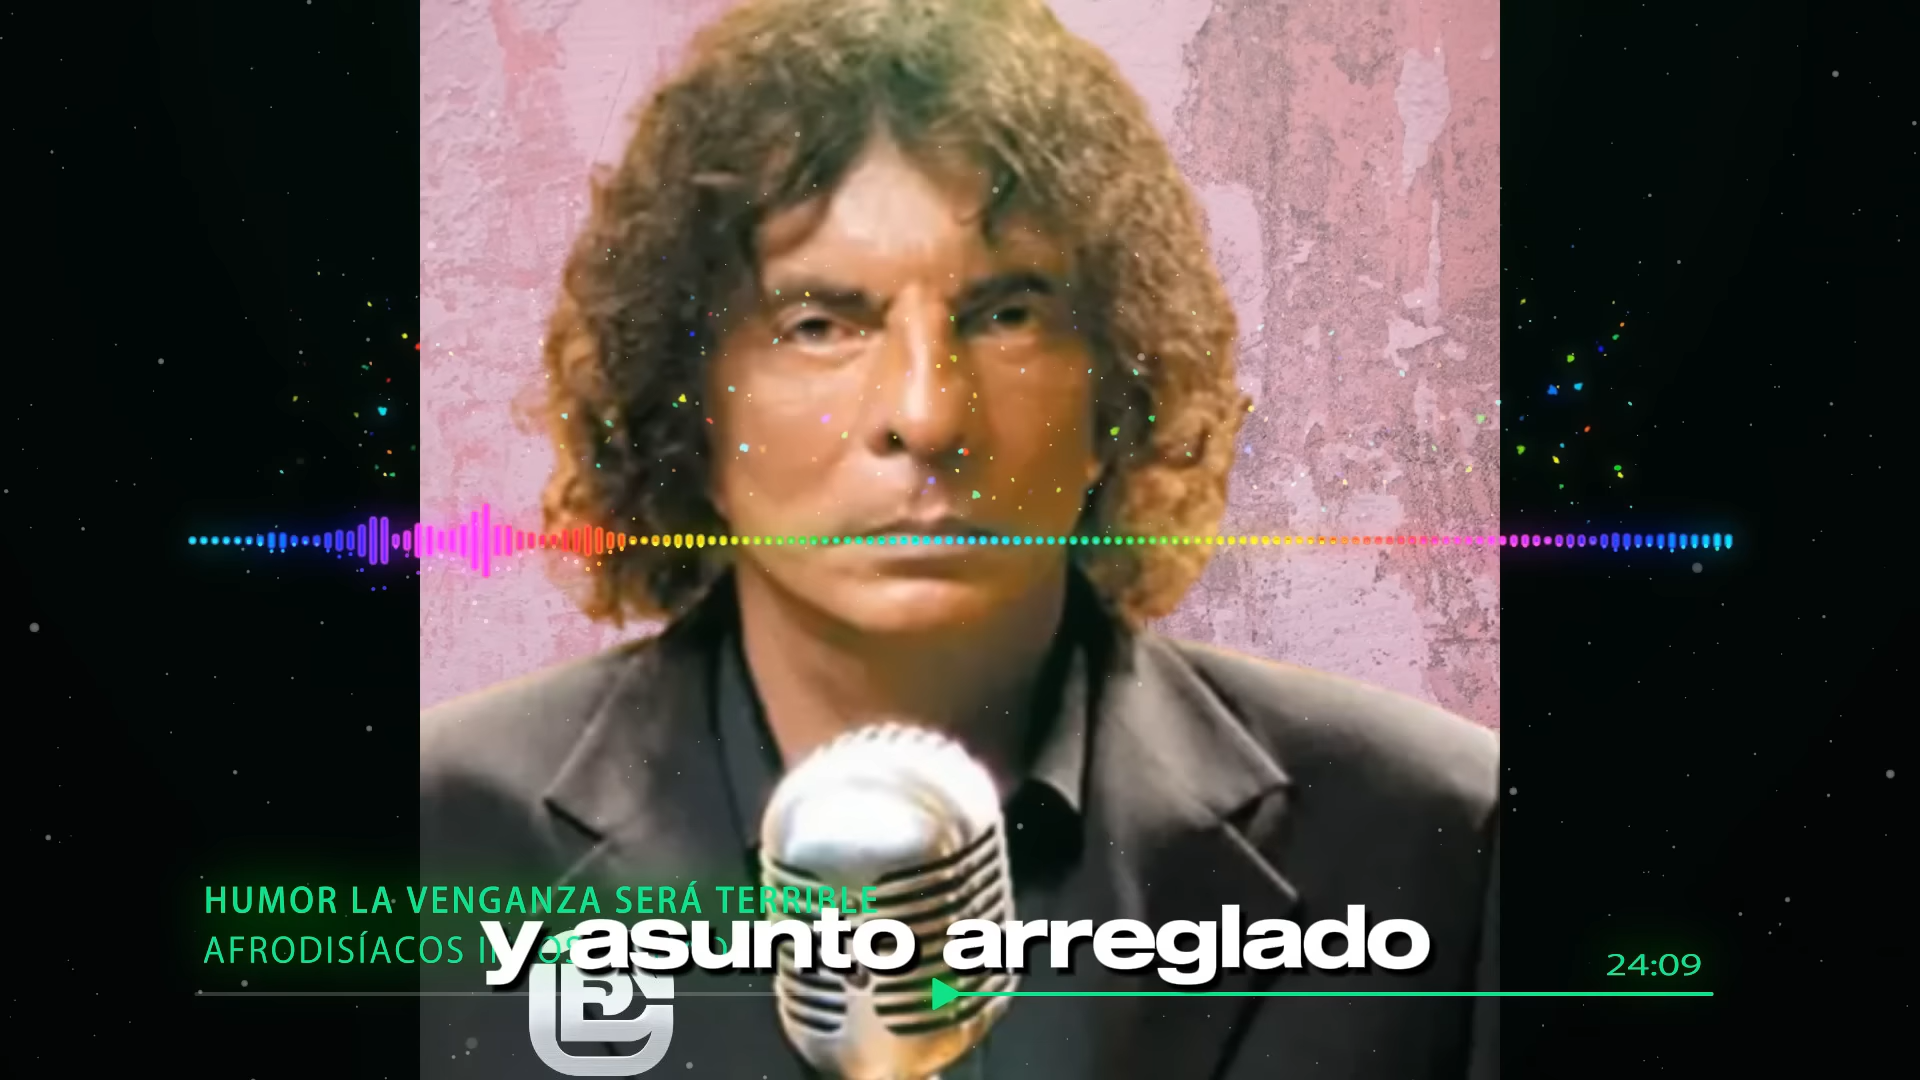 HUMOR LA VENGANZA SERÁ TERRIBLE
AFRODISÍACOS
y asunto arreglado
24:09